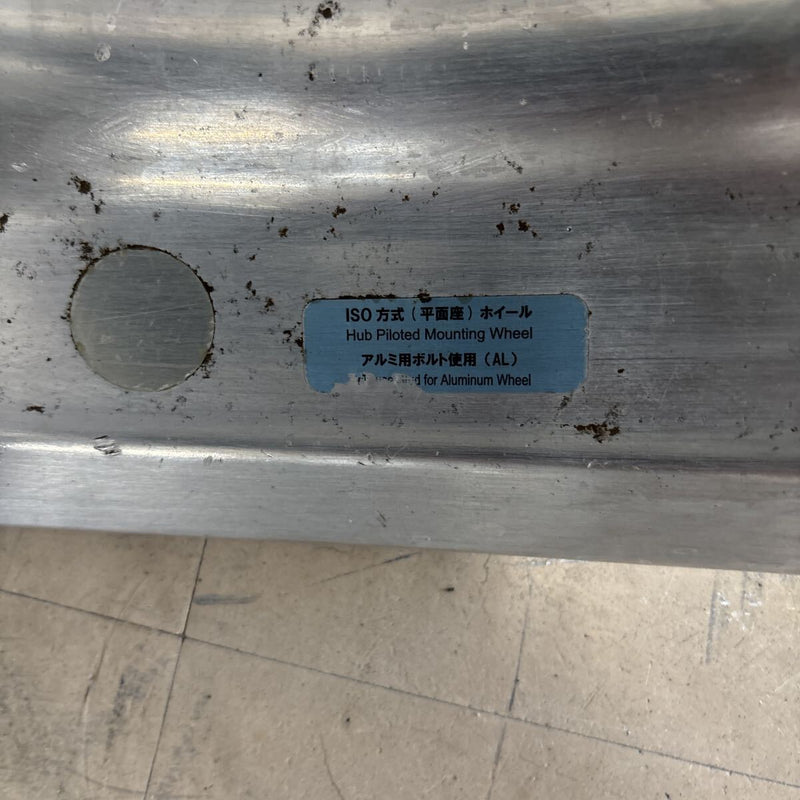 ISO 方式 (平面座) ホイール
Hub Piloted Mounting Wheel
アルミ用ボルト使用 (AL)
for Aluminum Wheel